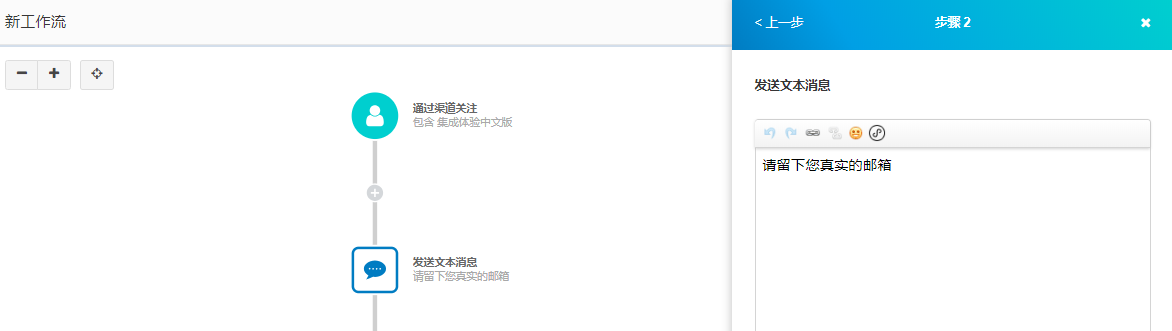 新工作流
< 上一步
步骤 2
发送文本消息
请留下您真实的邮箱
通过渠道关注
包含 集成体验中文版
发送文本消息
请留下您真实的邮箱